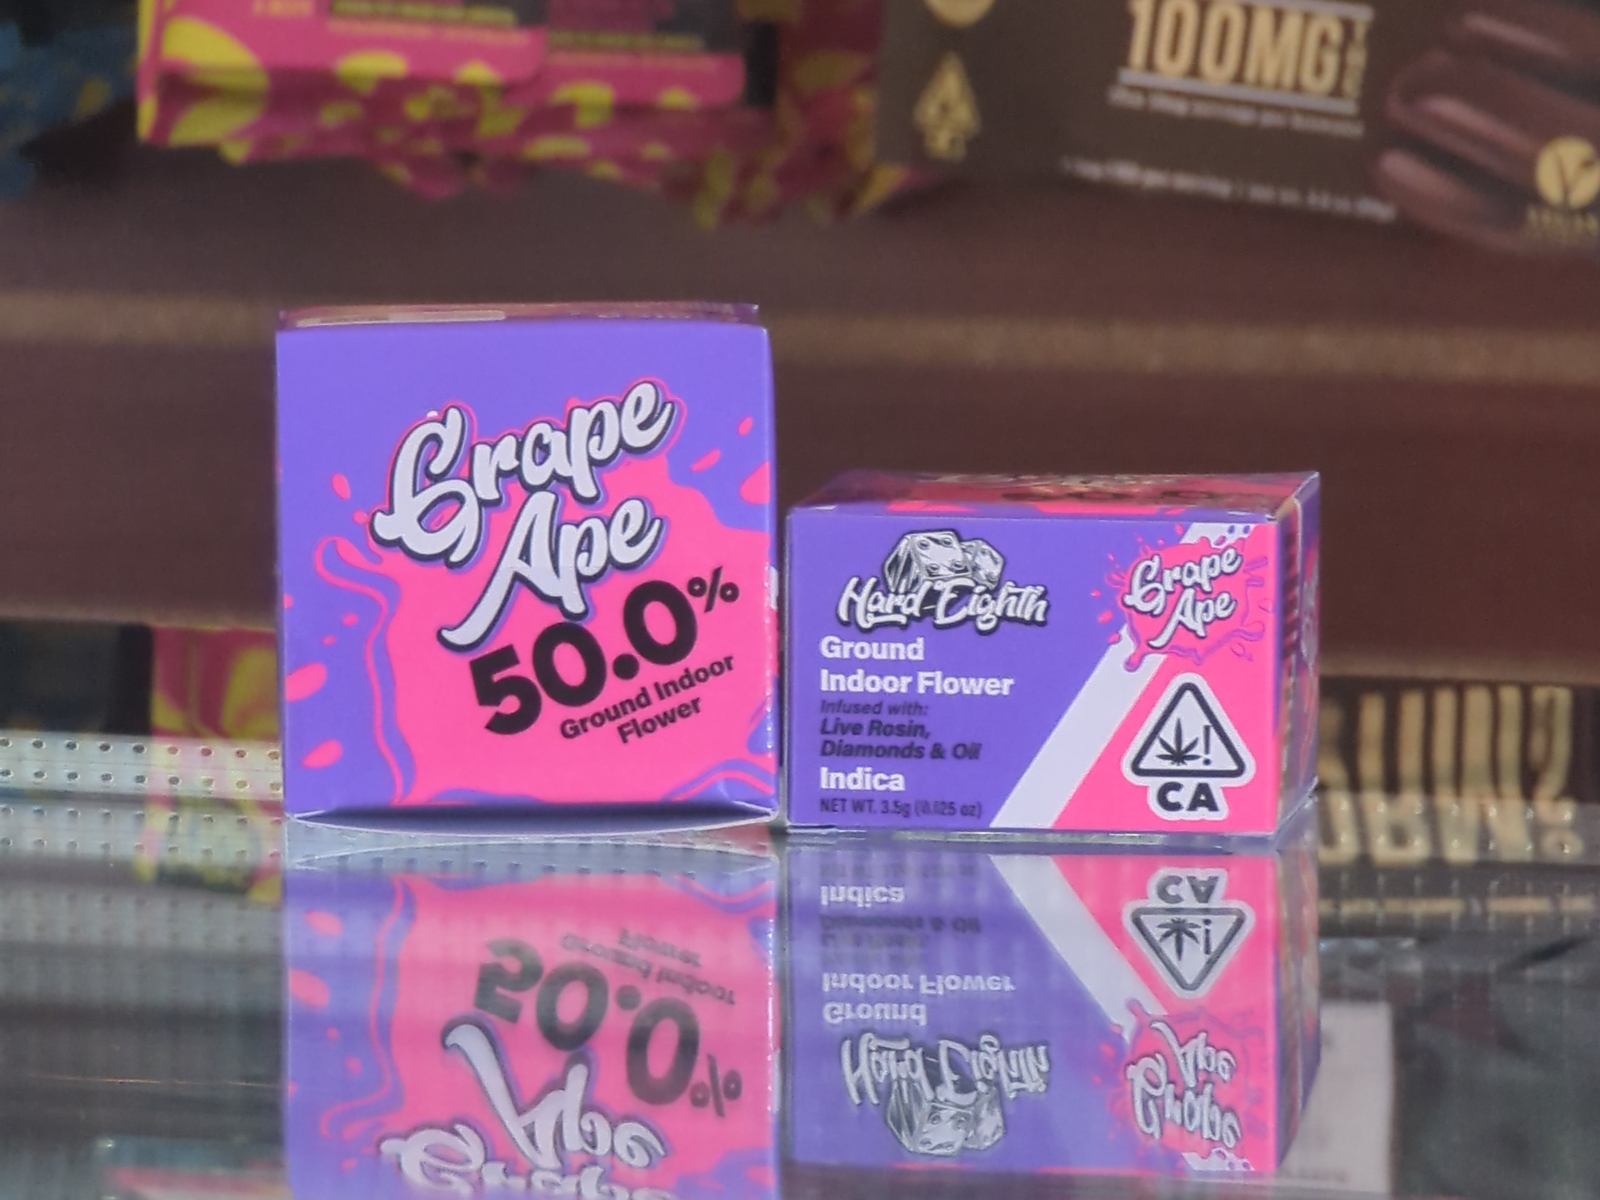 100MG
Grape
Ape
50.0%
Ground Indoor
Flower
Hard Eighth
Ground
Indoor Flower
Infused with:
Live Rosin,
Diamonds & Oil
Indica
NET WT. 3.5g (0.025 oz)
Grape
Ape
!
CA